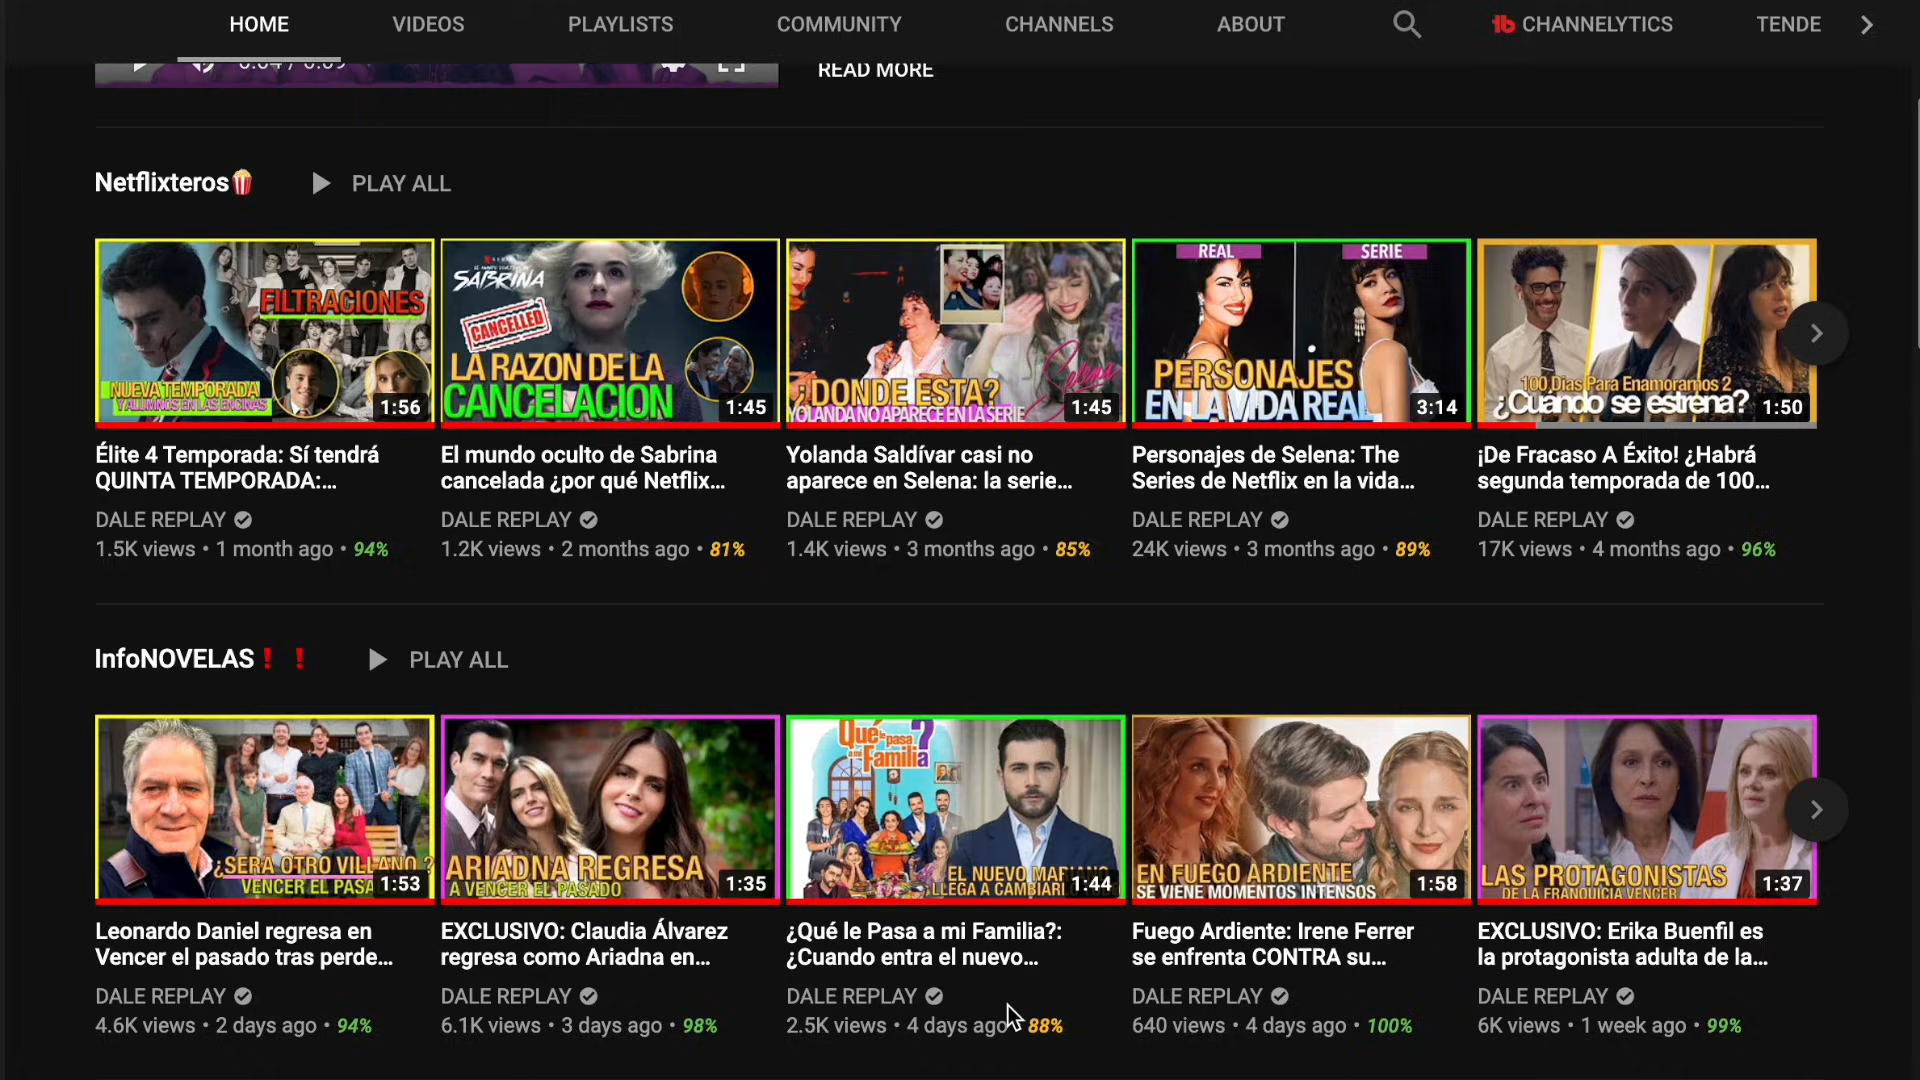 HOME VIDEOS PLAYLISTS COMMUNITY CHANNELS ABOUT CHANNELYTICS TENDE
READ MORE
Netflixteros PLAY ALL
FILTRACIONES
NUEVA TEMPORADA
Y ALUMNOS EN LAS ENCINAS
1:56
SABRINA
CANCELLED
LA RAZON DE LA
CANCELACION
1:45
Selena
¿DONDE ESTA?
YOLANDA NO APARECE EN LA SERIE
1:45
REAL SERIE
PERSONAJES
EN LA VIDA REAL
3:14
100 Dias Para Enamorarnos 2
¿Cuándo se estrena?
1:50
Élite 4 Temporada: Sí tendrá
QUINTA TEMPORADA:...
DALE REPLAY
1.5K views • 1 month ago • 94%
El mundo oculto de Sabrina
cancelada ¿por qué Netflix...
DALE REPLAY
1.2K views • 2 months ago • 81%
Yolanda Saldívar casi no
aparece en Selena: la serie...
DALE REPLAY
1.4K views • 3 months ago • 85%
Personajes de Selena: The
Series de Netflix en la vida...
DALE REPLAY
24K views • 3 months ago • 89%
¡De Fracaso A Éxito! ¿Habrá
segunda temporada de 100...
DALE REPLAY
17K views • 4 months ago • 96%
InfoNOVELAS❗❗ PLAY ALL
¿SERA OTRO VILLANO ?
VENCER EL PASA
1:53
ARIADNA REGRESA
A VENCER EL PASADO
1:35
¿Qué le pasa
a mi Familia?
EL NUEVO MARIANO
LLEGA A CAMBIARL
1:44
EN FUEGO ARDIENTE
SE VIENE MOMENTOS INTENSOS
1:58
LAS PROTAGONISTAS
DE LA FRANQUICIA VENCER
1:37
Leonardo Daniel regresa en
Vencer el pasado tras perde...
DALE REPLAY
4.6K views • 2 days ago • 94%
EXCLUSIVO: Claudia Álvarez
regresa como Ariadna en...
DALE REPLAY
6.1K views • 3 days ago • 98%
¿Qué le Pasa a mi Familia?:
¿Cuando entra el nuevo...
DALE REPLAY
2.5K views • 4 days ago 88%
Fuego Ardiente: Irene Ferrer
se enfrenta CONTRA su...
DALE REPLAY
640 views • 4 days ago • 100%
EXCLUSIVO: Erika Buenfil es
la protagonista adulta de la...
DALE REPLAY
6K views • 1 week ago • 99%